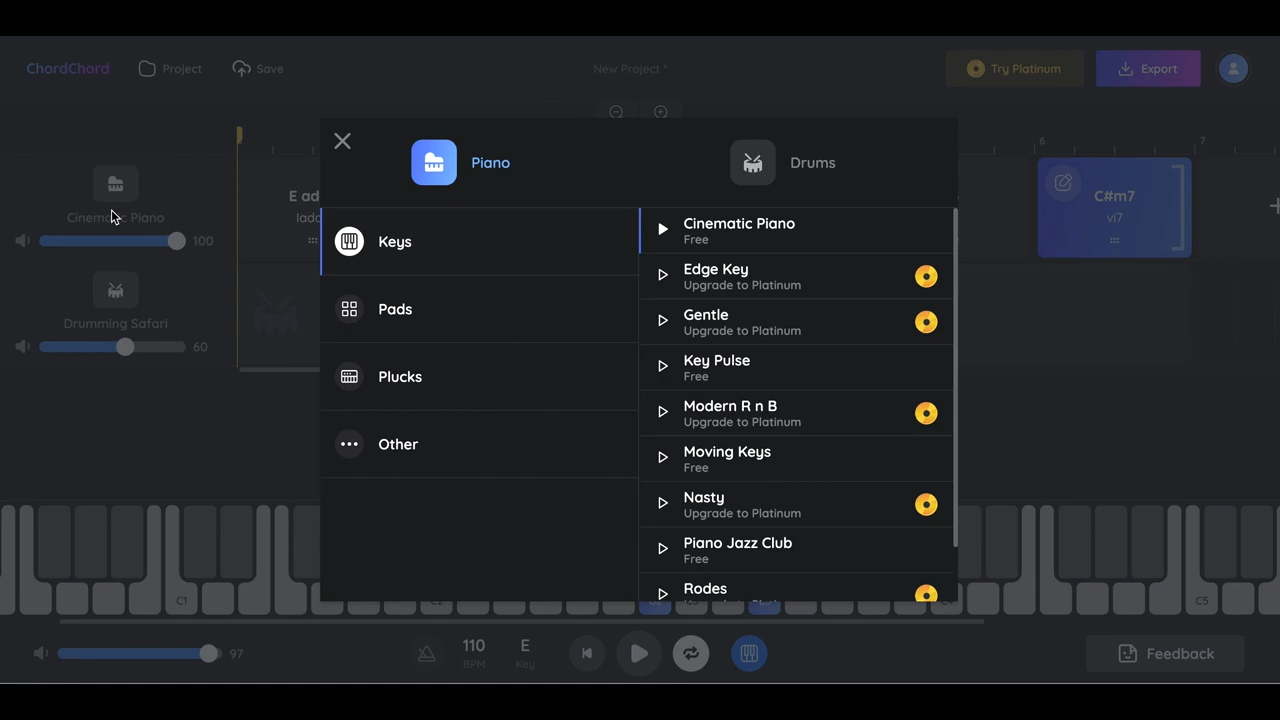 ChordChord
Project
Save
New Project *
Try Platinum
Export
Piano
Drums
6
7
E ad
Iadd
C#m7
vi7
Cinematic Piano
100
Drumming Safari
60
Keys
Pads
Plucks
Other
Cinematic Piano
Free
Edge Key
Upgrade to Platinum
Gentle
Upgrade to Platinum
Key Pulse
Free
Modern R n B
Upgrade to Platinum
Moving Keys
Free
Nasty
Upgrade to Platinum
Piano Jazz Club
Free
Rodes
C1
C2
C5
97
110
BPM
E
Key
Feedback